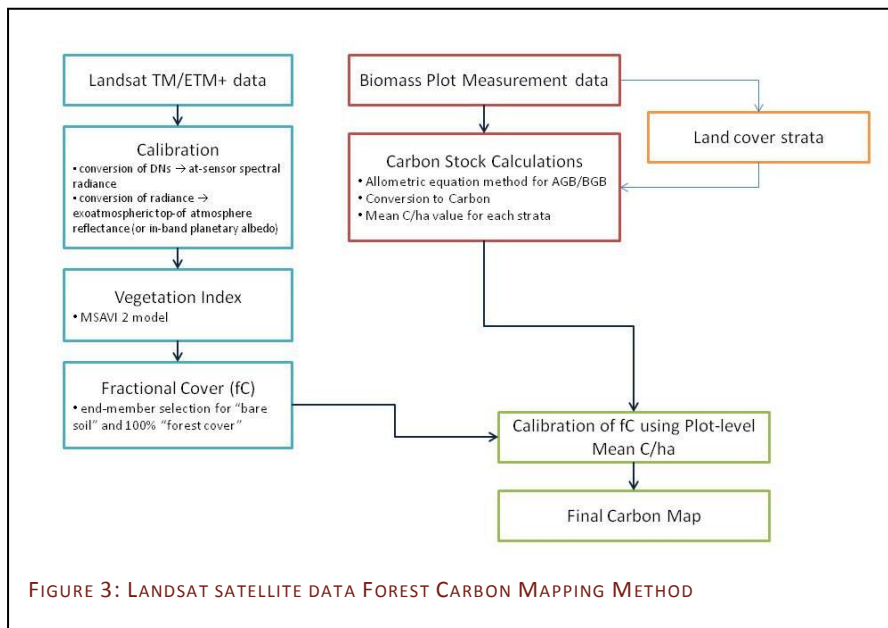 Landsat TM/ETM+ data
Calibration
• conversion of DNs → at-sensor spectral
radiance
• conversion of radiance →
exoatmospheric top-of atmosphere
reflectance (or in-band planetary albedo)
Vegetation Index
• MSAVI 2 model
Fractional Cover (fC)
• end-member selection for "bare
soil" and 100% "forest cover"
Biomass Plot Measurement data
Land cover strata
Carbon Stock Calculations
• Allometric equation method for AGB/BGB
• Conversion to Carbon
• Mean C/ha value for each strata
Calibration of fC using Plot-level
Mean C/ha
Final Carbon Map
FIGURE 3: LANDSAT SATELLITE DATA FOREST CARBON MAPPING METHOD